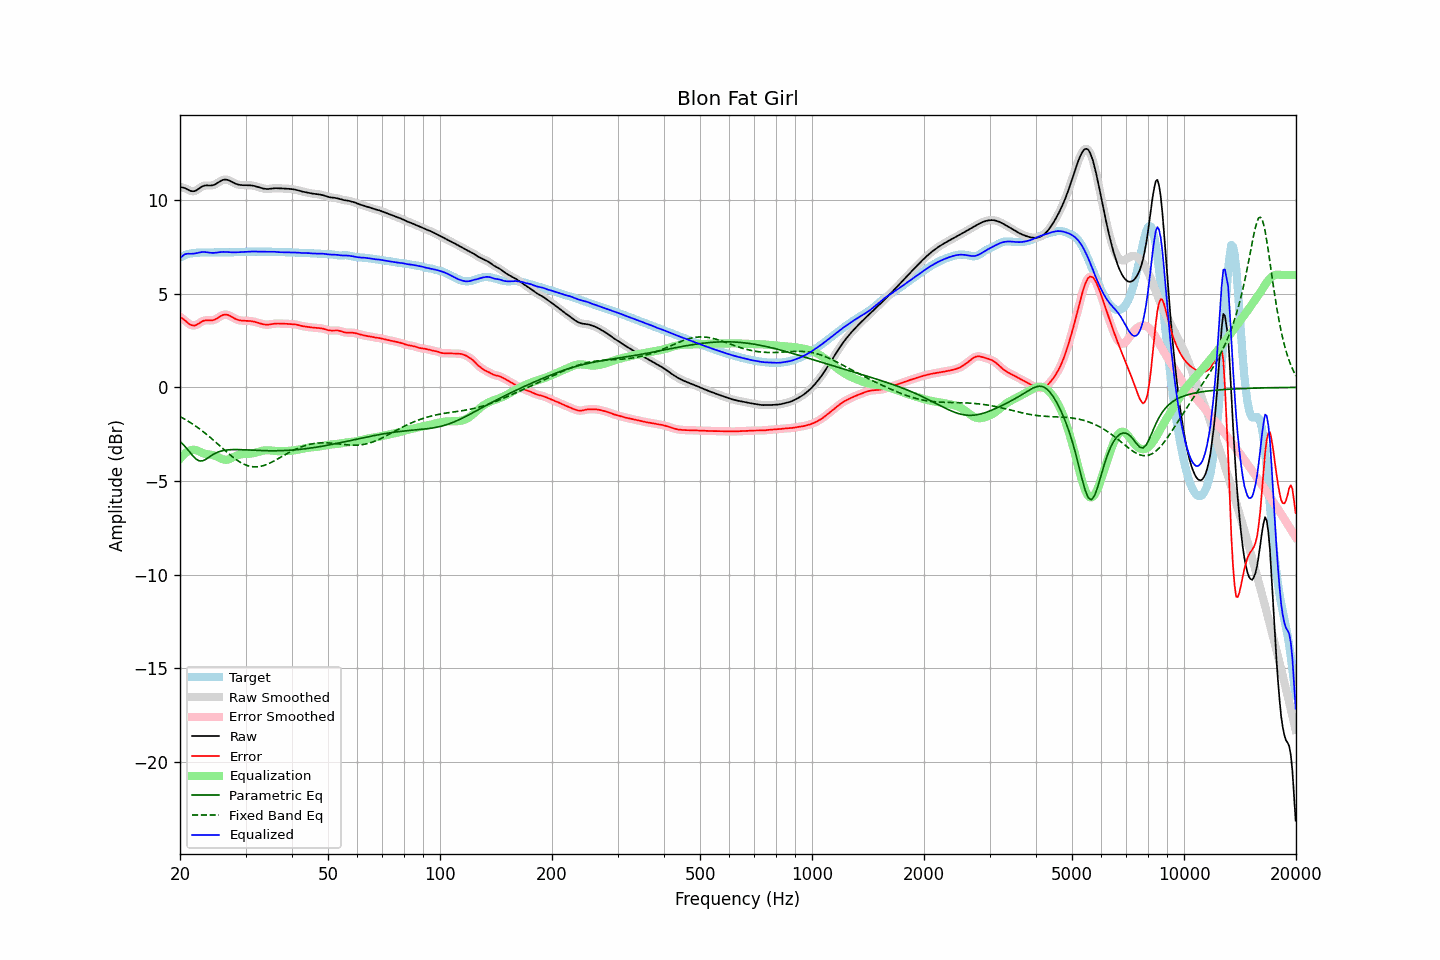 Blon Fat Girl
Amplitude (dBr)
10
5
0
−5
−10
−15
−20
Target
Raw Smoothed
Error Smoothed
Raw
Error
Equalization
Parametric Eq
Fixed Band Eq
Equalized
20 50 100 200 500 1000 2000 5000 10000 20000
Frequency (Hz)